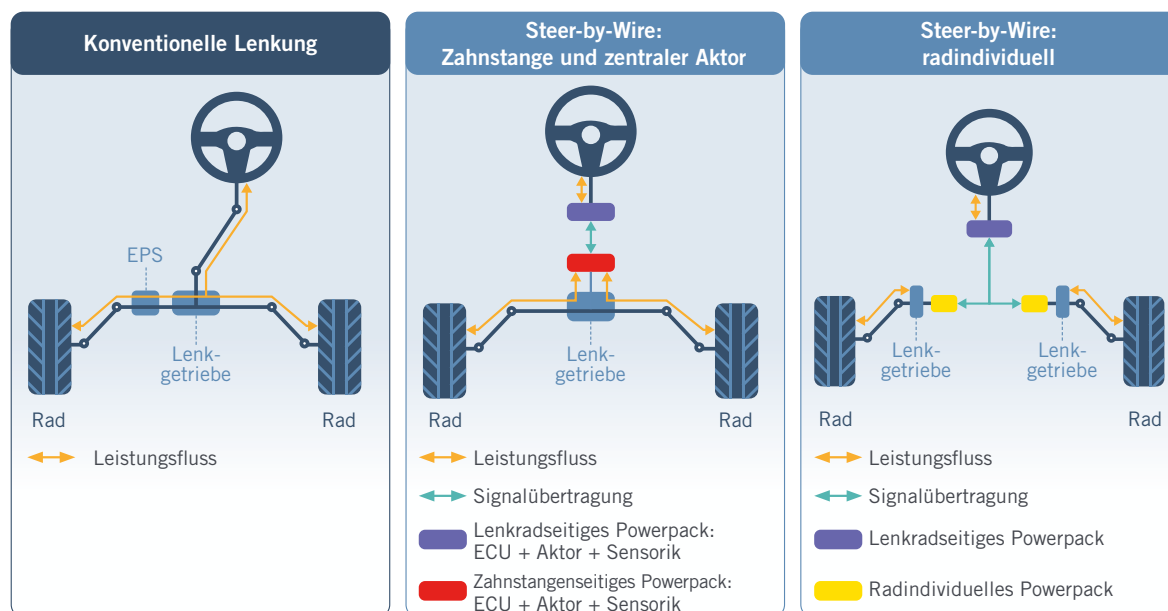 Konventionelle Lenkung
EPS
Lenk-
getriebe
Rad
Rad
Leistungsfluss
Steer-by-Wire:
Zahnstange und zentraler Aktor
Lenk-
getriebe
Rad
Rad
Leistungsfluss
Signalübertragung
Lenkradseitiges Powerpack:
ECU + Aktor + Sensorik
Zahnstangenseitiges Powerpack:
ECU + Aktor + Sensorik
Steer-by-Wire:
radindividuell
Lenk-
getriebe
Lenk-
getriebe
Rad
Rad
Leistungsfluss
Signalübertragung
Lenkradseitiges Powerpack
Radindividuelles Powerpack